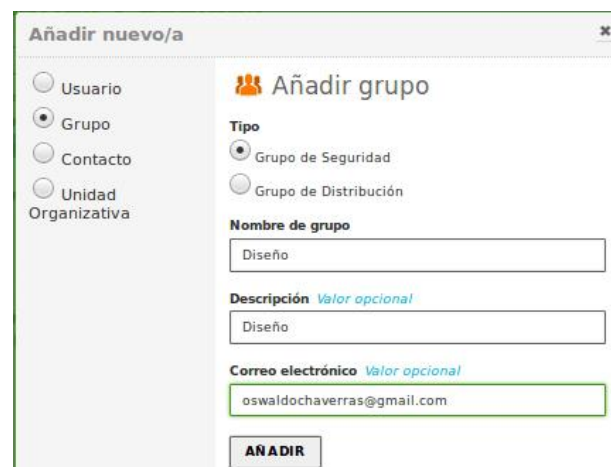 Añadir nuevo/a
Usuario
Grupo
Contacto
Unidad
Organizativa
Añadir grupo
Tipo
Grupo de Seguridad
Grupo de Distribución
Nombre de grupo
Diseño
Descripción Valor opcional
Diseño
Correo electrónico Valor opcional
oswaldochaverras@gmail.com
AÑADIR